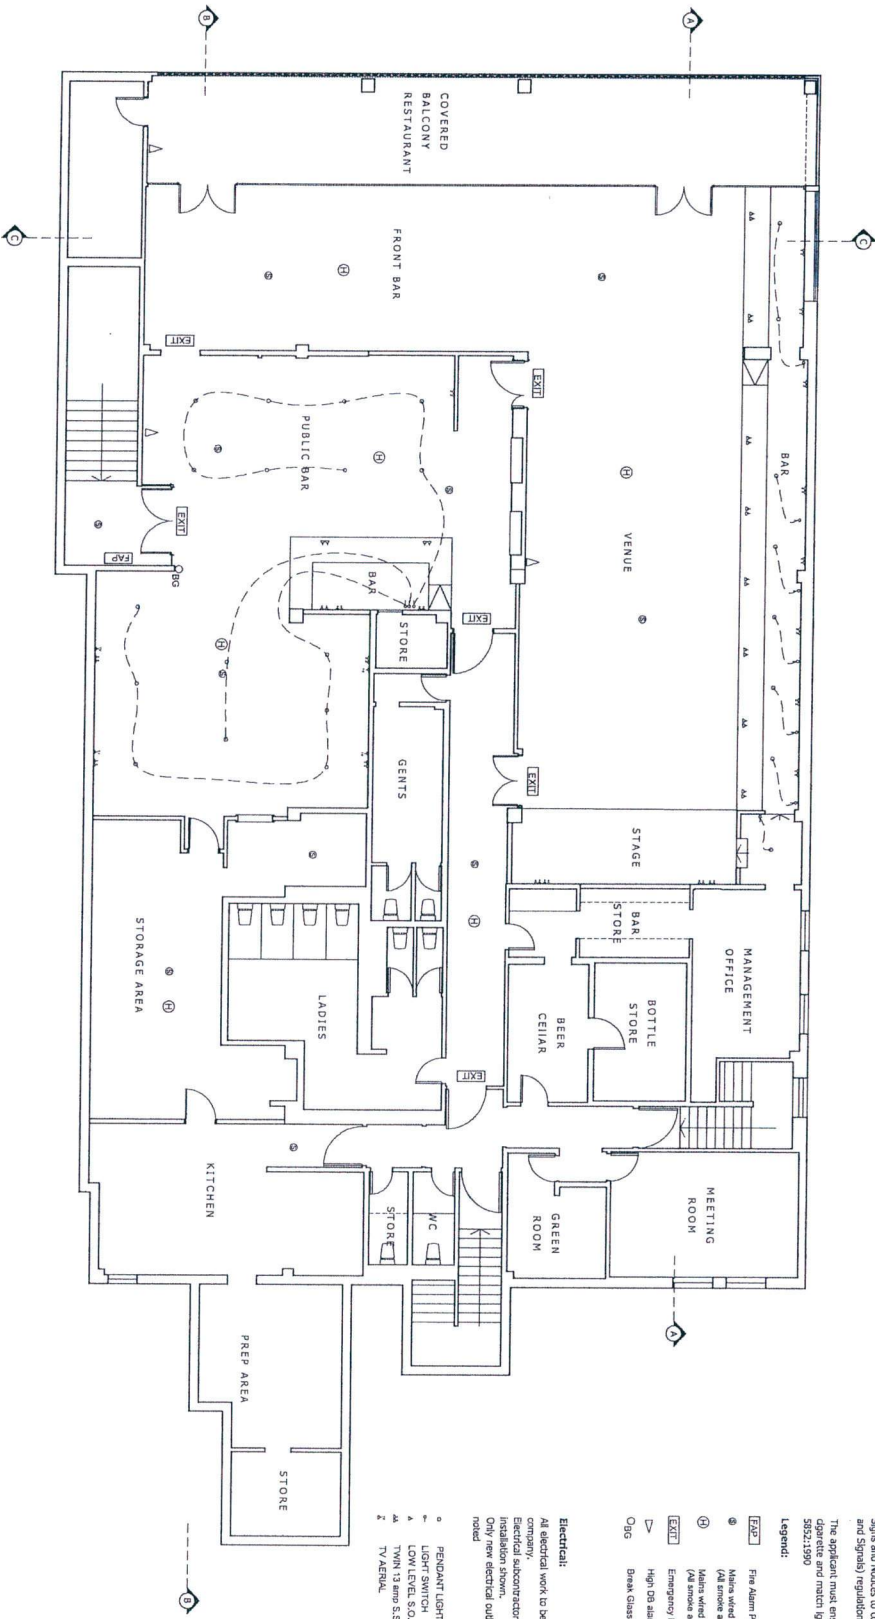 B
A
COVERED
BALCONY
RESTAURANT
C
C
FRONT BAR
H
S
S
EXIT
EXIT
PUBLIC BAR
H
S
S
BAR
H
VENUE
S
EXIT
S
FAP
BG
BAR
STORE
EXIT
H
S
GENTS
EXIT
STAGE
S
H
S
STORAGE AREA
S
H
LADIES
BAR
STORE
MANAGEMENT
OFFICE
BOTTLE
STORE
BEER
CEllAR
EXIT
S
KITCHEN
STORE
WC
GREEN
ROOM
MEETING
ROOM
A
PREP AREA
STORE
B
Signs and Notices to
and Signals) regulation
The applicant must
cigarette and match
5852:1990
Legend:
FAP Fire Alarm
S Mains wired
(All smoke
H Mains wired
(All smoke
EXIT Emergency
High DB
BG Break Glass
Electrical:
All electrical work to be
company.
Electrical subcontractor
installation shown.
Only new electrical
noted
PENDANT LIGHT
LIGHT SWITCH
LOW LEVEL S.O.
TWIN 13 amp
TV AERIAL